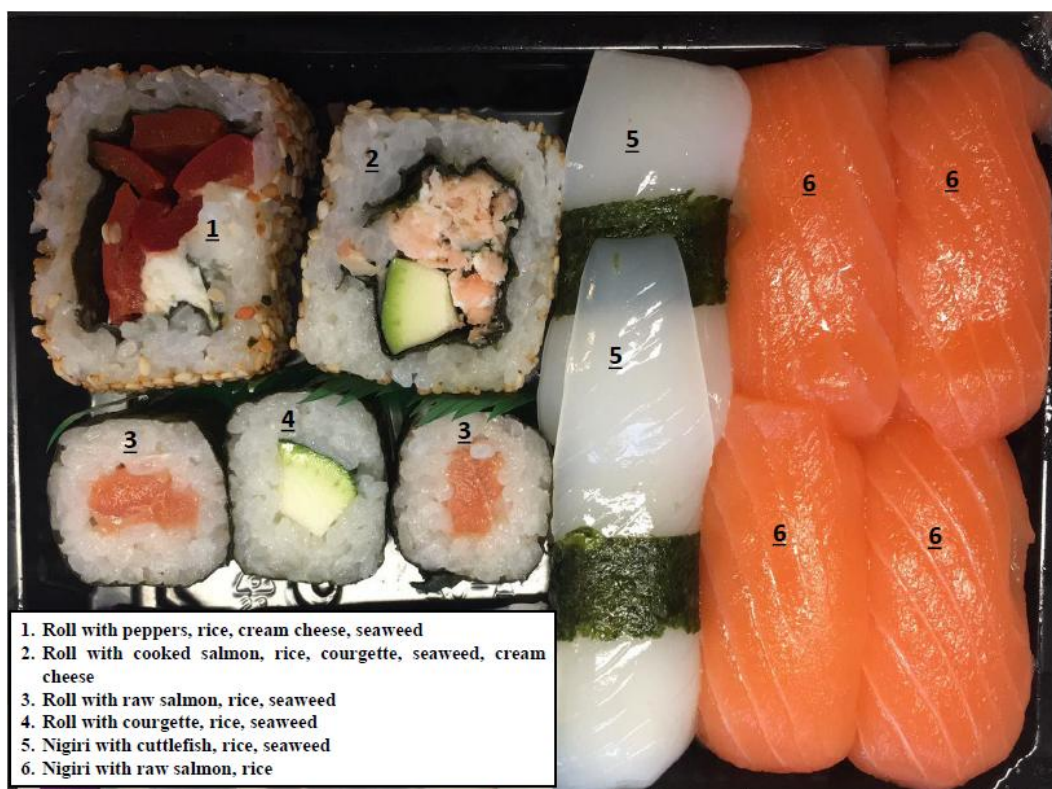 1
2
5
6
6
3
4
3
5
6
6
1. Roll with peppers, rice, cream cheese, seaweed
2. Roll with cooked salmon, rice, courgette, seaweed, cream
cheese
3. Roll with raw salmon, rice, seaweed
4. Roll with courgette, rice, seaweed
5. Nigiri with cuttlefish, rice, seaweed
6. Nigiri with raw salmon, rice